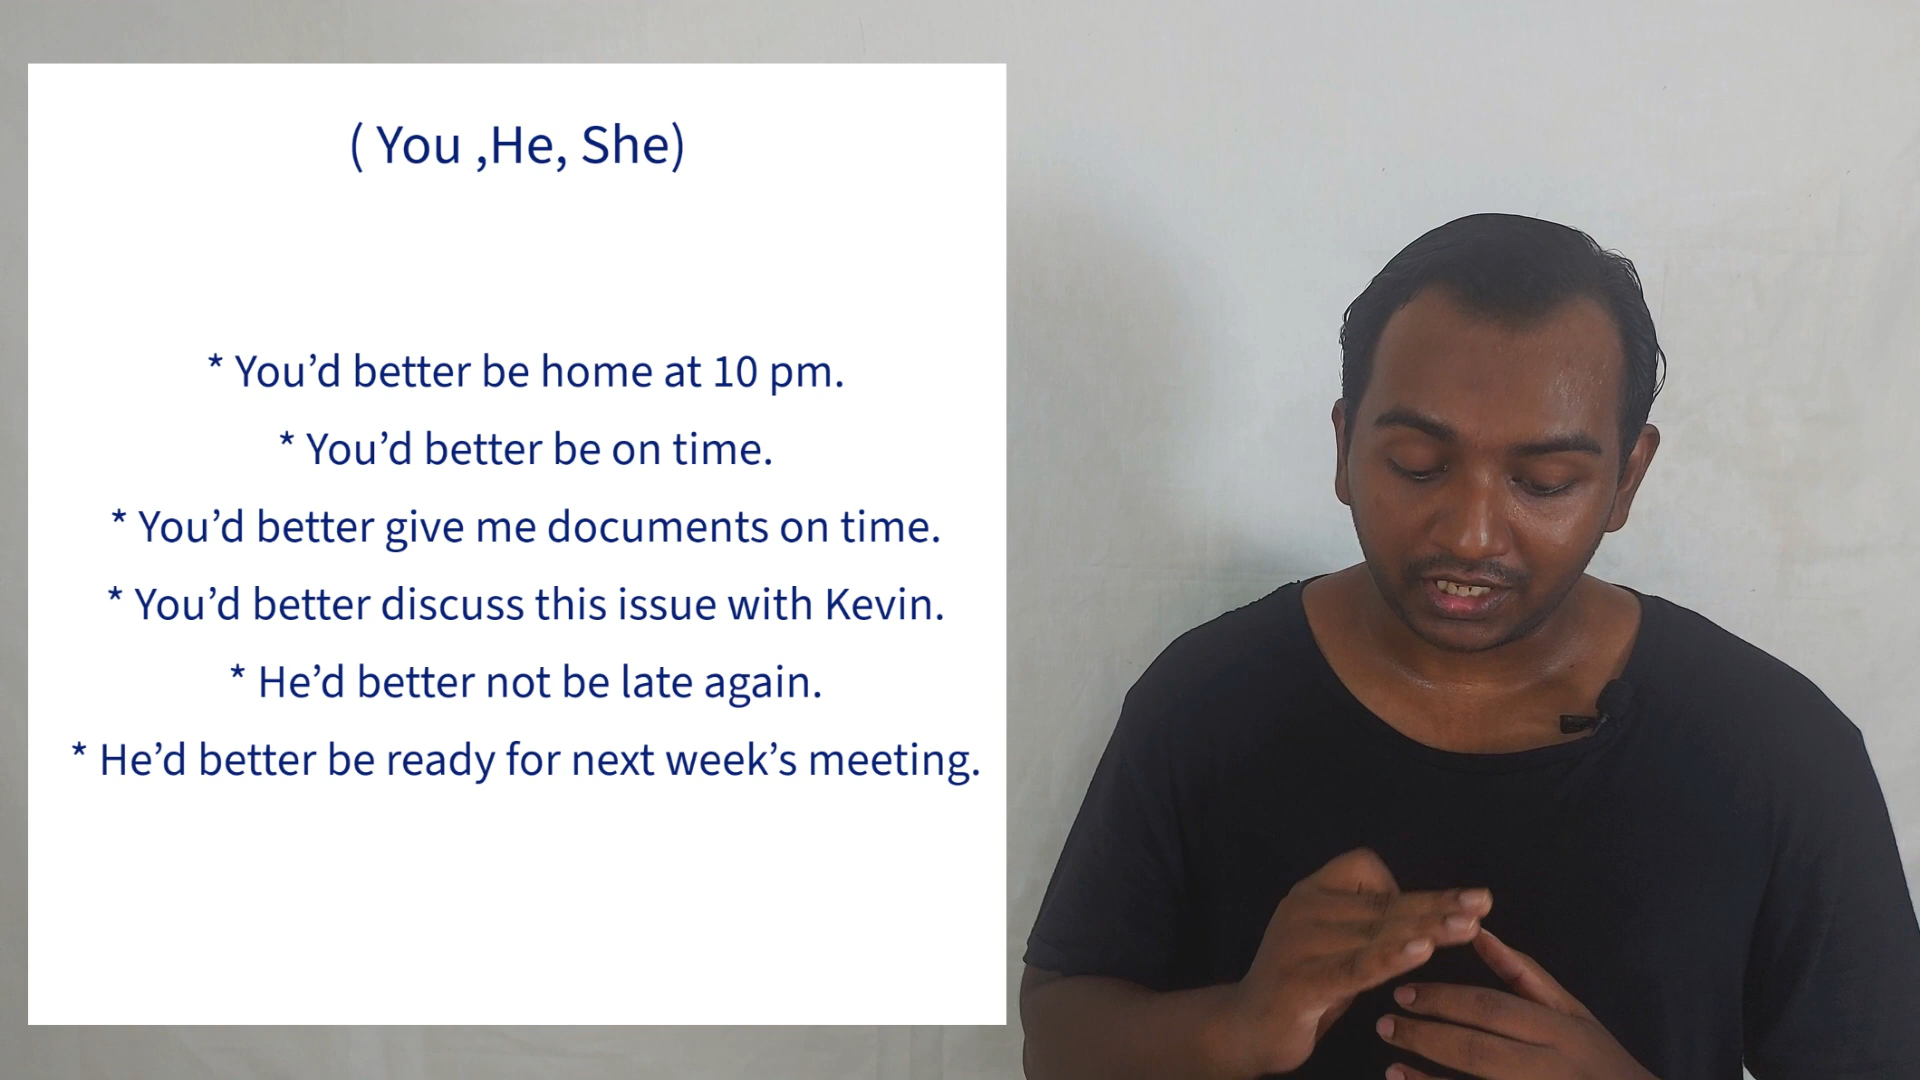 ( You ,He, She)
* You’d better be home at 10 pm.
* You’d better be on time.
* You’d better give me documents on time.
* You’d better discuss this issue with Kevin.
* He’d better not be late again.
* He’d better be ready for next week’s meeting.